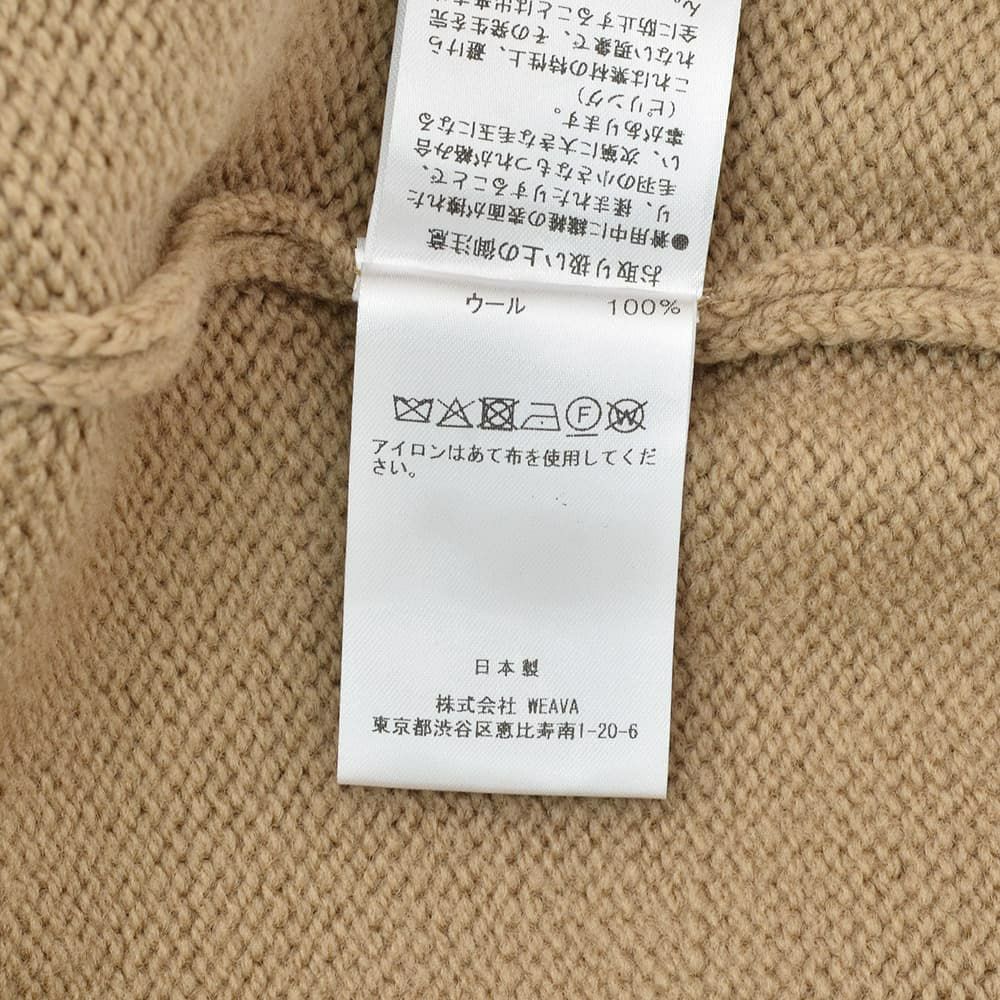 お取り扱い上の御注意
●着用中に繊維の表面が擦れた
り、揉まれたりすることで、
毛羽の小さなもつれが絡み合
い、次第に大きな毛玉になる
事があります。
(ピリング)
これは素材の特性上、避けら
れない現象で、その発生を完
全に防止することは出来ませ
ん。
ウール 100%
F W
アイロンはあて布を使用してくだ
さい。
日本製
株式会社 WEAVA
東京都渋谷区恵比寿南1-20-6